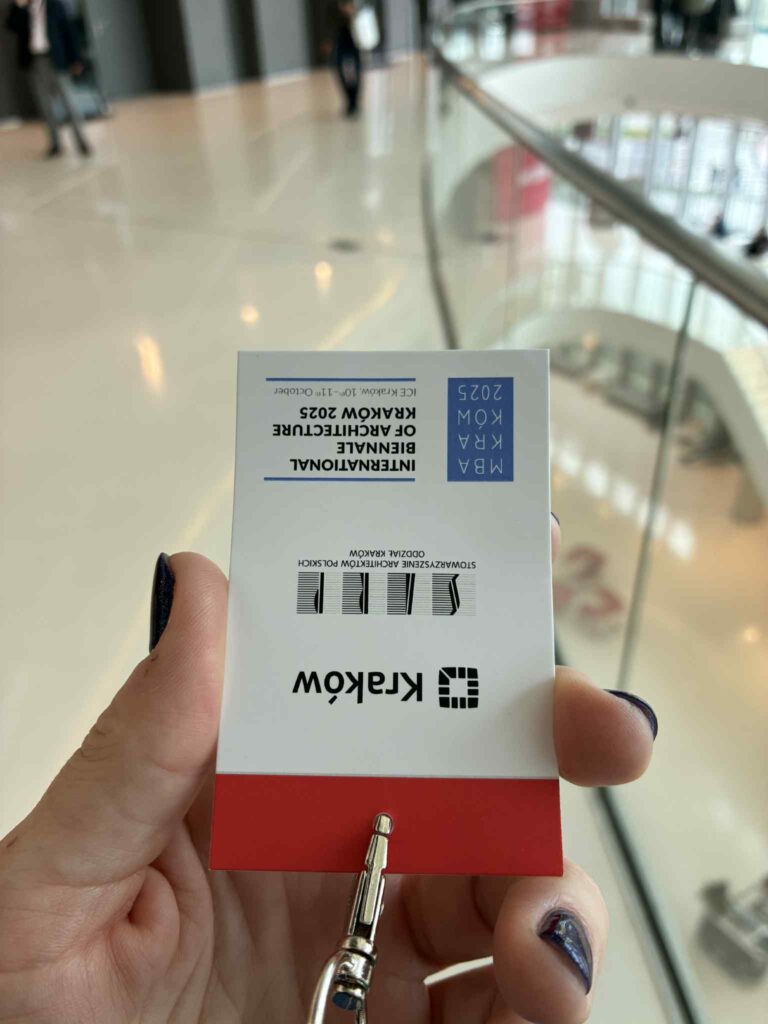 Kraków
SARP
STOWARZYSZENIE ARCHITEKTÓW POLSKICH
ODDZIAŁ KRAKÓW
MBA
KRA
KÓW
2025
INTERNATIONAL
BIENNALE
OF ARCHITECTURE
KRAKÓW 2025
ICE Kraków, 10th–11th October